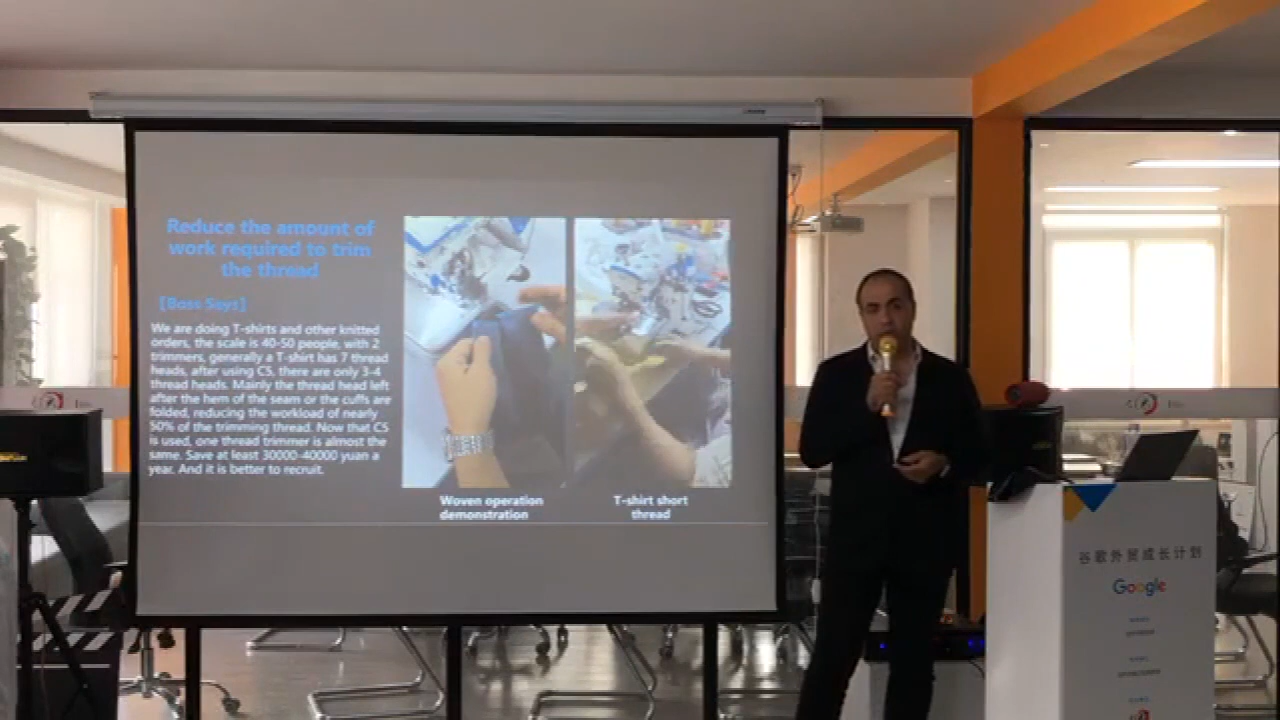 Reduce the amount of
work required to trim
the thread
[Boss Says]
We are doing T-shirts and other knitted
orders, the scale is 40-50 people, with 2
trimmers, generally a T-shirt has 7 thread
heads, after using C5, there are only 3-4
thread heads. Mainly the thread head left
after the hem of the seam or the cuffs are
folded, reducing the workload of nearly
50% of the trimming thread. Now that C5
is used, one thread trimmer is almost the
same. Save at least 30000-40000 yuan a
year. And it is better to recruit.
Woven operation
demonstration
T-shirt short
thread
谷歌外贸成长计划
Google